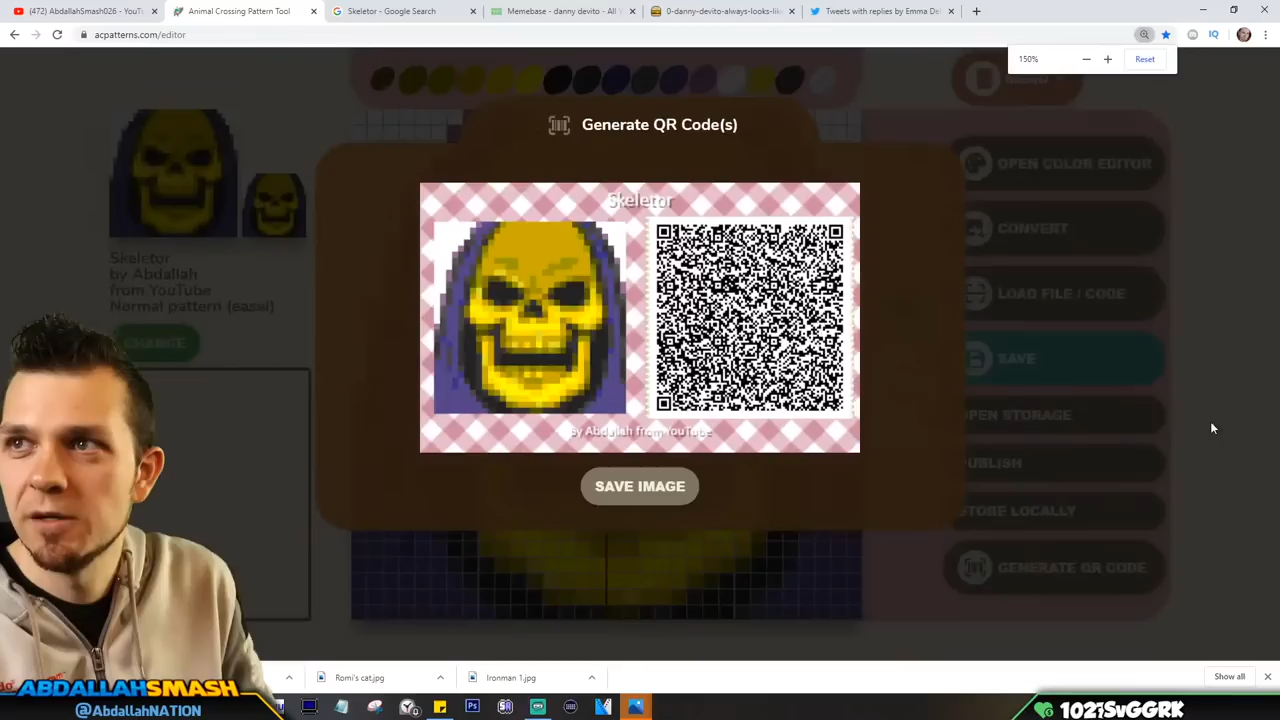 (472) AbdallahSmash026 - YouT
Animal Crossing Pattern Tool
Skeletor - Google Search
Memebase - danny devito - All Y
0-danny-devito-always-looks-lik
Tweets with replies by Emma Del
acpatterns.com/editor
150%
Reset
Generate QR Code(s)
OPEN COLOR EDITOR
CONVERT
LOAD FILE / CODE
SAVE
OPEN STORAGE
PUBLISH
STORE LOCALLY
GENERATE QR CODE
Skeletor
by Abdallah
from YouTube
Normal pattern (easel)
CHANGE
Skeletor
By Abdallah from YouTube
SAVE IMAGE
Romi's cat.jpg
Ironman 1.jpg
Show all
ABDALLAHSMASH
@AbdallahNATION